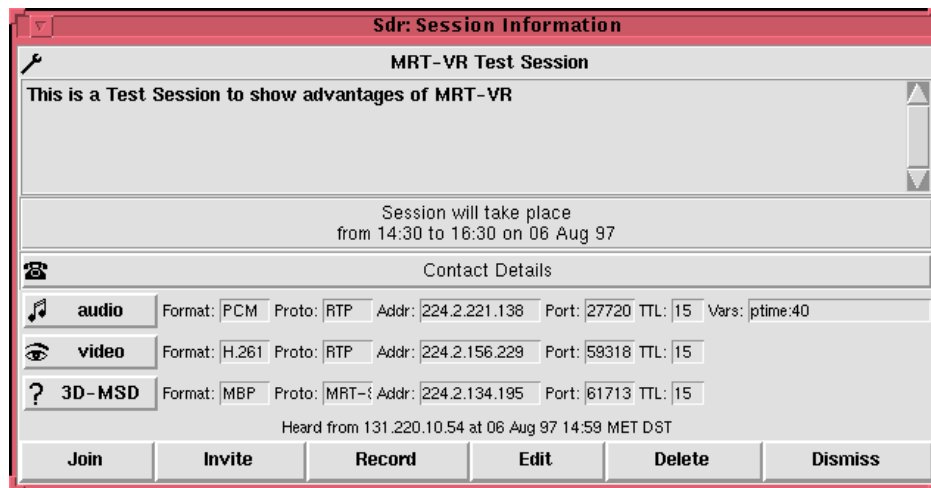 Sdr: Session Information
MRT-VR Test Session
This is a Test Session to show advantages of MRT-VR
Session will take place
from 14:30 to 16:30 on 06 Aug 97
Contact Details
audio Format: PCM Proto: RTP Addr: 224.2.221.138 Port: 27720 TTL: 15 Vars: ptime:40
video Format: H.261 Proto: RTP Addr: 224.2.156.229 Port: 59318 TTL: 15
3D-MSD Format: MBP Proto: Addr: 224.2.134.195 Port: 61713 TTL: 15
Heard from 131.220.10.54 at 06 Aug 97 14:59 MET DST
Join Invite Record Edit Delete Dismiss